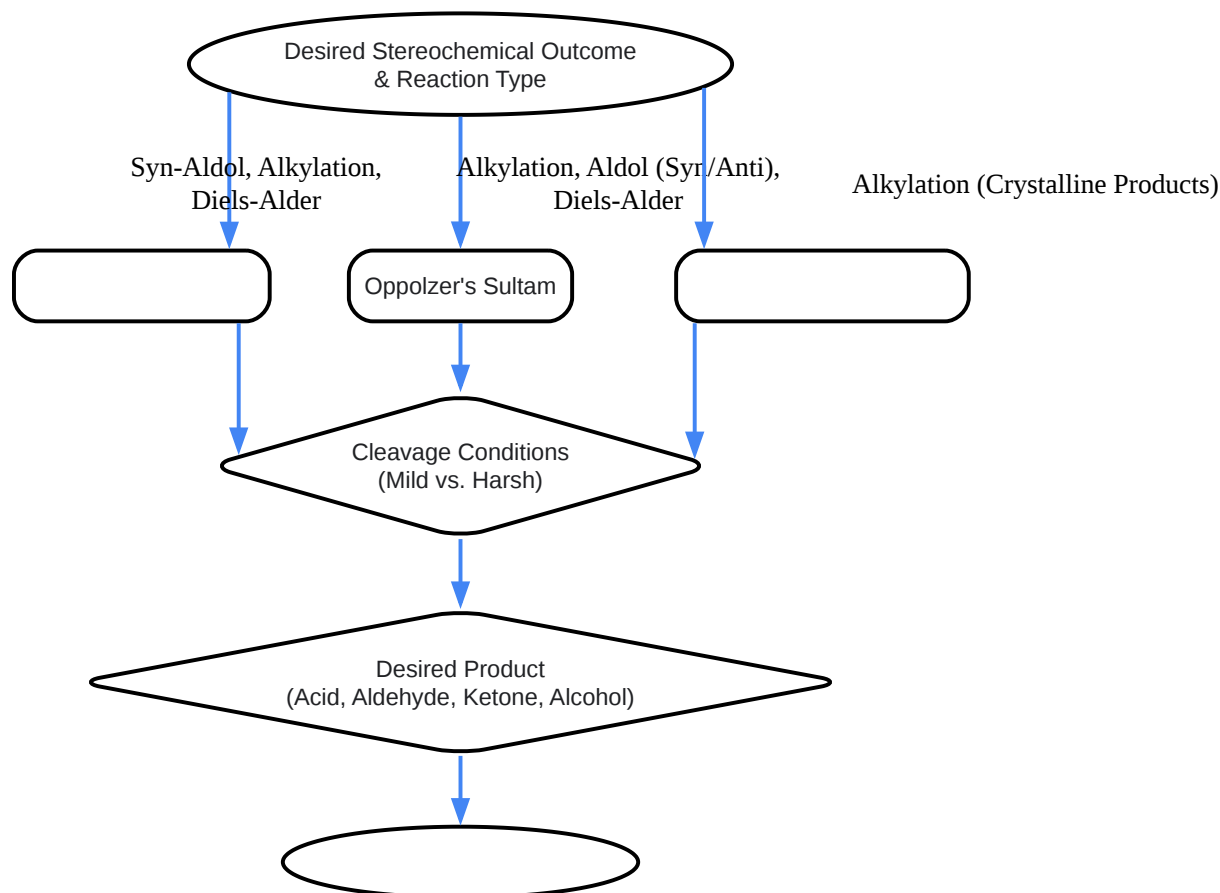 Desired Stereochemical Outcome
& Reaction Type
Syn-Aldol, Alkylation,
Diels-Alder
Alkylation, Aldol (Syn/Anti),
Diels-Alder
Alkylation (Crystalline Products)
Oppolzer's Sultam
Cleavage Conditions
(Mild vs. Harsh)
Desired Product
(Acid, Aldehyde, Ketone, Alcohol)